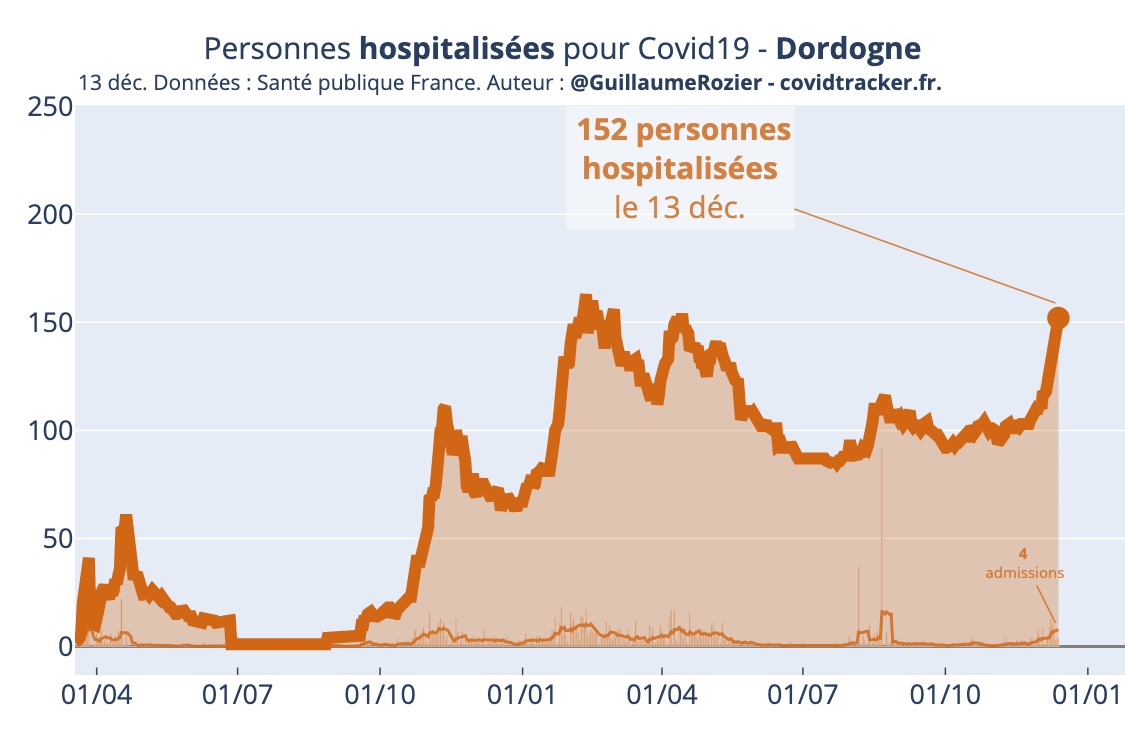 Personnes hospitalisées pour Covid19 - Dordogne
13 déc. Données : Santé publique France. Auteur : @GuillaumeRozier - covidtracker.fr.
250
152 personnes
hospitalisées
le 13 déc.
200
150
100
50
4
admissions
0
01/04 01/07 01/10 01/01 01/04 01/07 01/10 01/01